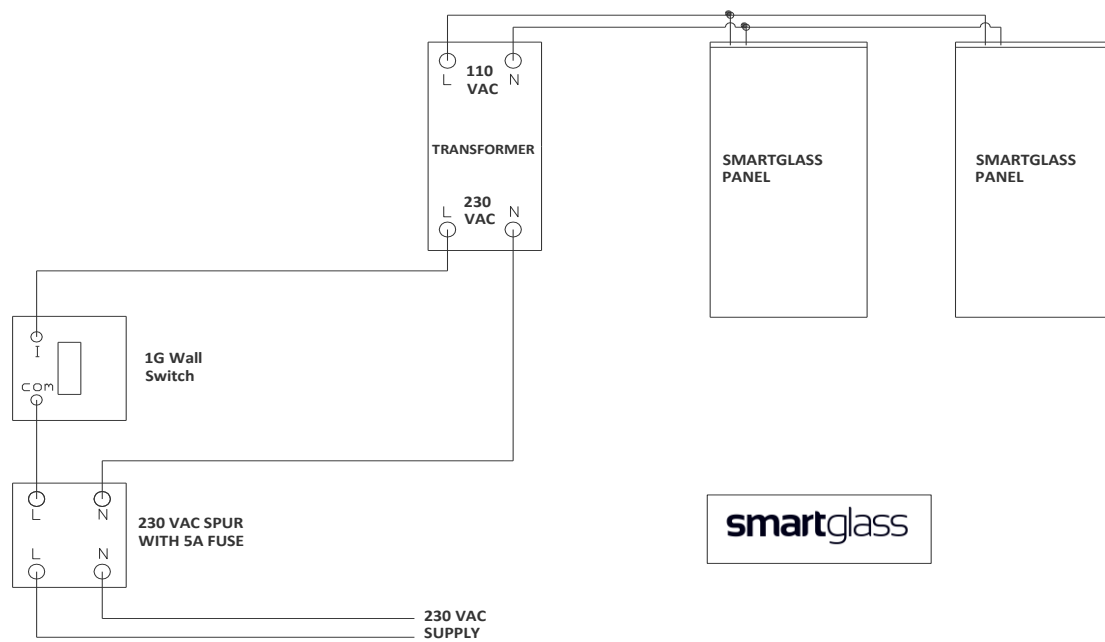 110
VAC
L
N
TRANSFORMER
230
VAC
L
N
SMARTGLASS
PANEL
SMARTGLASS
PANEL
I
COM
1G Wall
Switch
L
N
L
N
230 VAC SPUR
WITH 5A FUSE
230 VAC
SUPPLY
smartglass